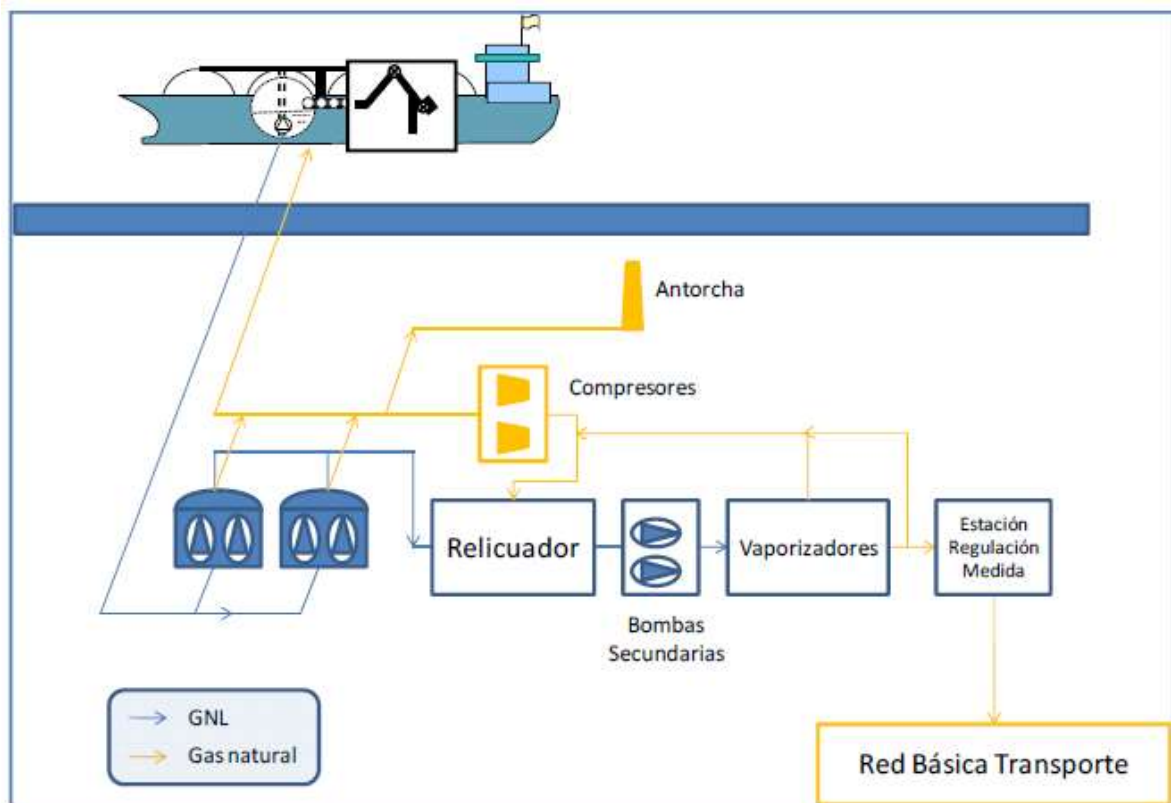 Antorcha
Compresores
Relicuador
Vaporizadores
Estación
Regulación
Medida
Bombas
Secundarias
GNL
Gas natural
Red Básica Transporte